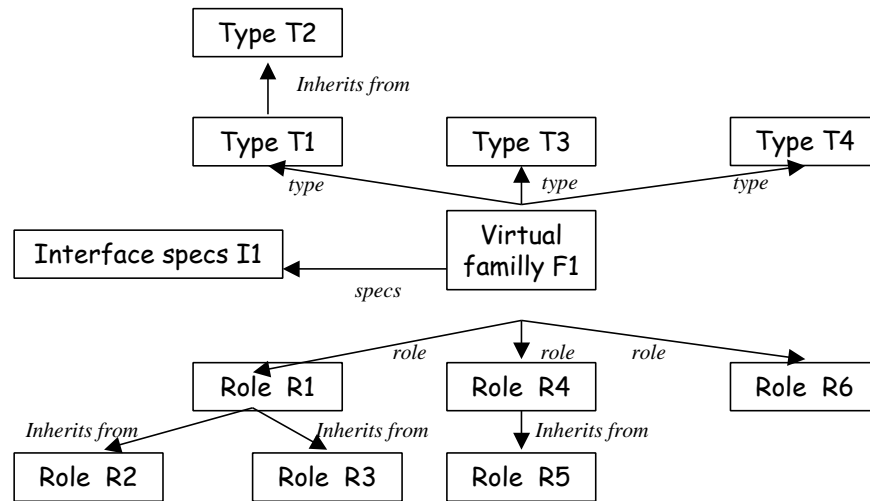 Type T2
Inherits from
Type T1
Type T3
Type T4
type
type
type
Interface specs I1
Virtual
familly F1
specs
role
role
role
Role R1
Role R4
Role R6
Inherits from
Inherits from
Inherits from
Role R2
Role R3
Role R5